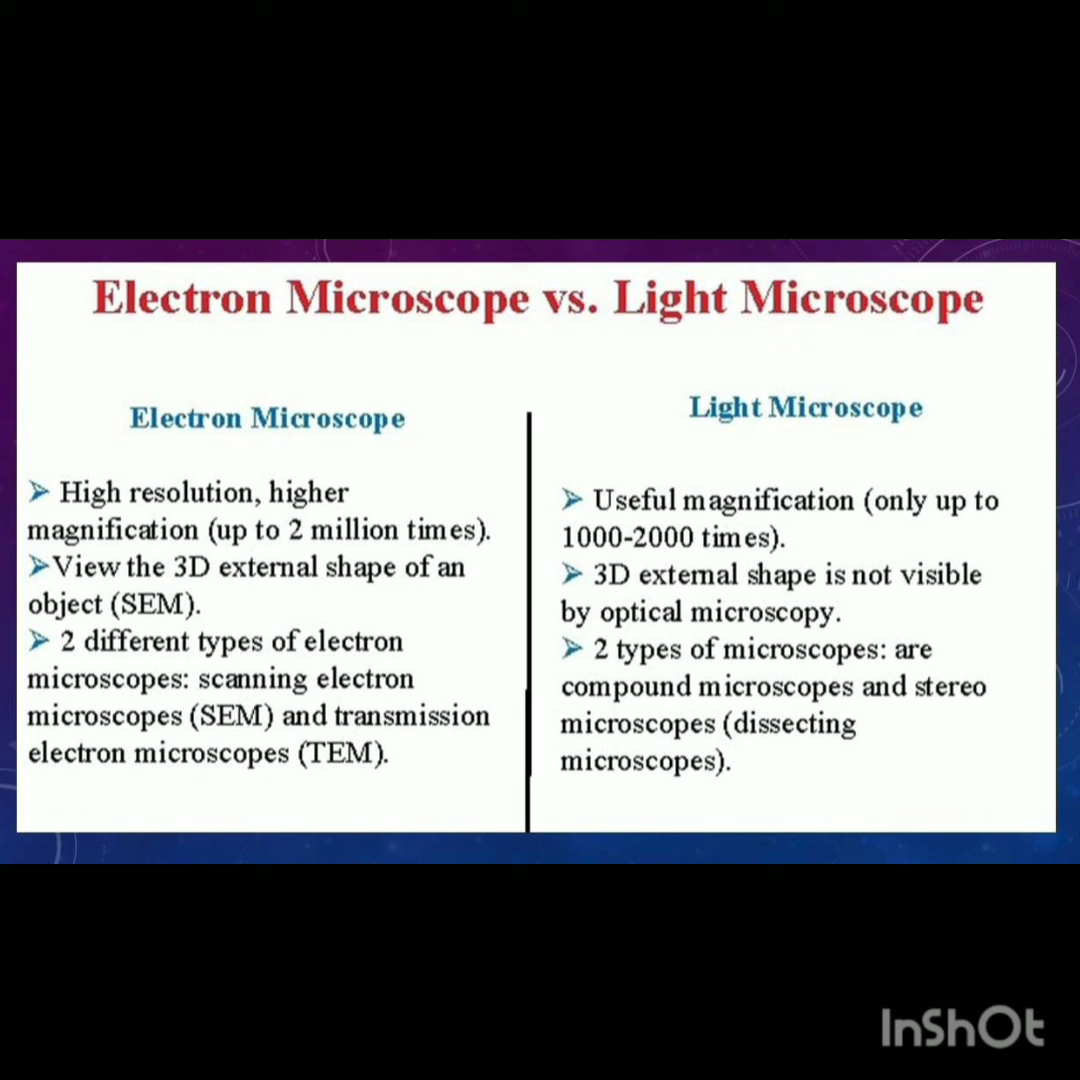 Electron Microscope vs. Light Microscope
Electron Microscope
➢ High resolution, higher
magnification (up to 2 million times).
➢View the 3D external shape of an
object (SEM).
➢ 2 different types of electron
microscopes: scanning electron
microscopes (SEM) and transmission
electron microscopes (TEM).
Light Microscope
➢ Useful magnification (only up to
1000-2000 times).
➢ 3D external shape is not visible
by optical microscopy.
➢ 2 types of microscopes: are
compound microscopes and stereo
microscopes (dissecting
microscopes).
InShOt